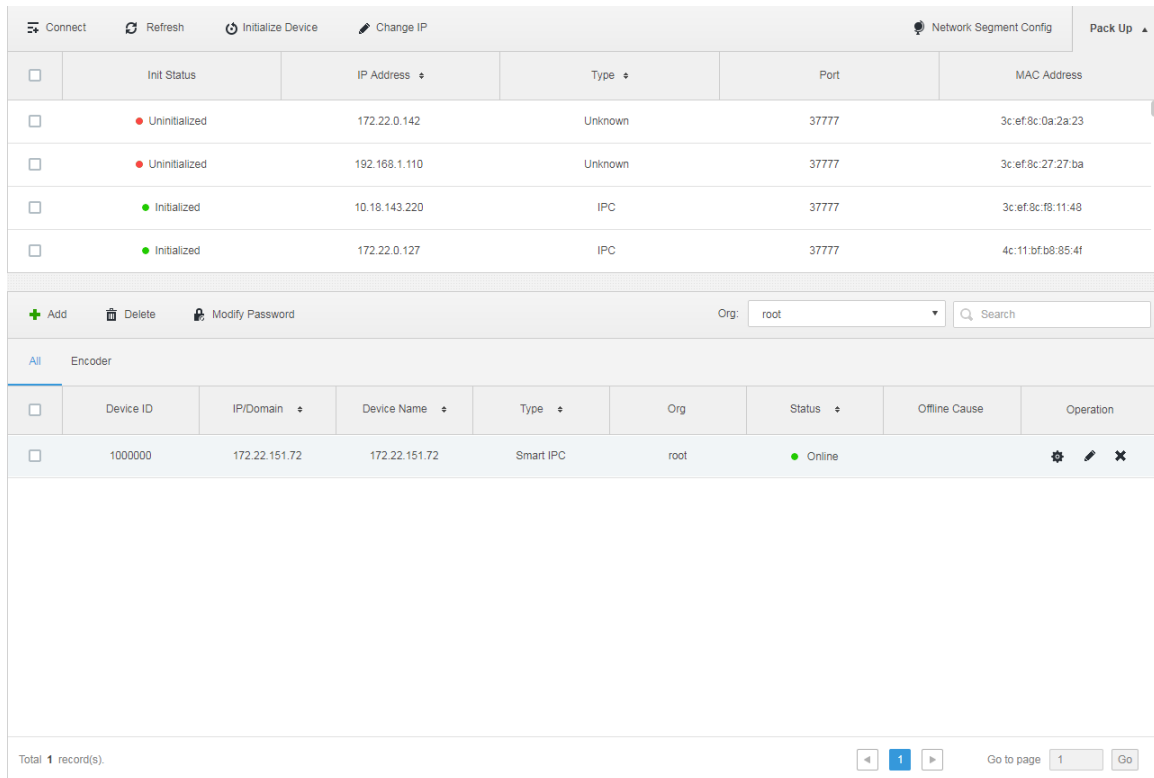 Connect Refresh Initialize Device Change IP Network Segment Config Pack Up
Init Status IP Address Type Port MAC Address
Uninitialized 172.22.0.142 Unknown 37777 3c:ef:8c:0a:2a:23
Uninitialized 192.168.1.110 Unknown 37777 3c:ef:8c:27:27:ba
Initialized 10.18.143.220 IPC 37777 3c:ef:8c:f8:11:48
Initialized 172.22.0.127 IPC 37777 4c:11:bf:b8:85:4f
Add Delete Modify Password Org: root Search
All Encoder
Device ID IP/Domain Device Name Type Org Status Offline Cause Operation
1000000 172.22.151.72 172.22.151.72 Smart IPC root Online
Total 1 record(s). 1 Go to page 1 Go